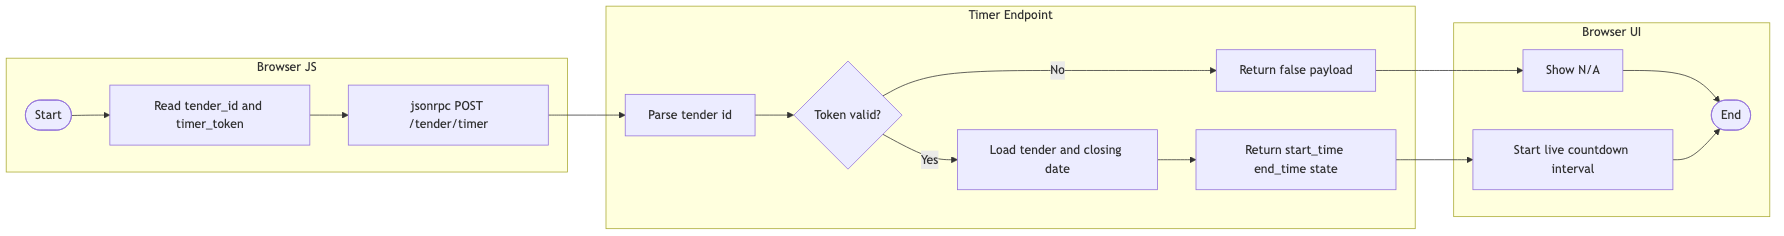 Browser JS
Start
Read tender_id and
timer_token
jsonrpc POST
/tender/timer
Timer Endpoint
Parse tender id
Token valid?
No
Return false payload
Yes
Load tender and closing
date
Return start_time
end_time state
Browser UI
Show N/A
Start live countdown
interval
End